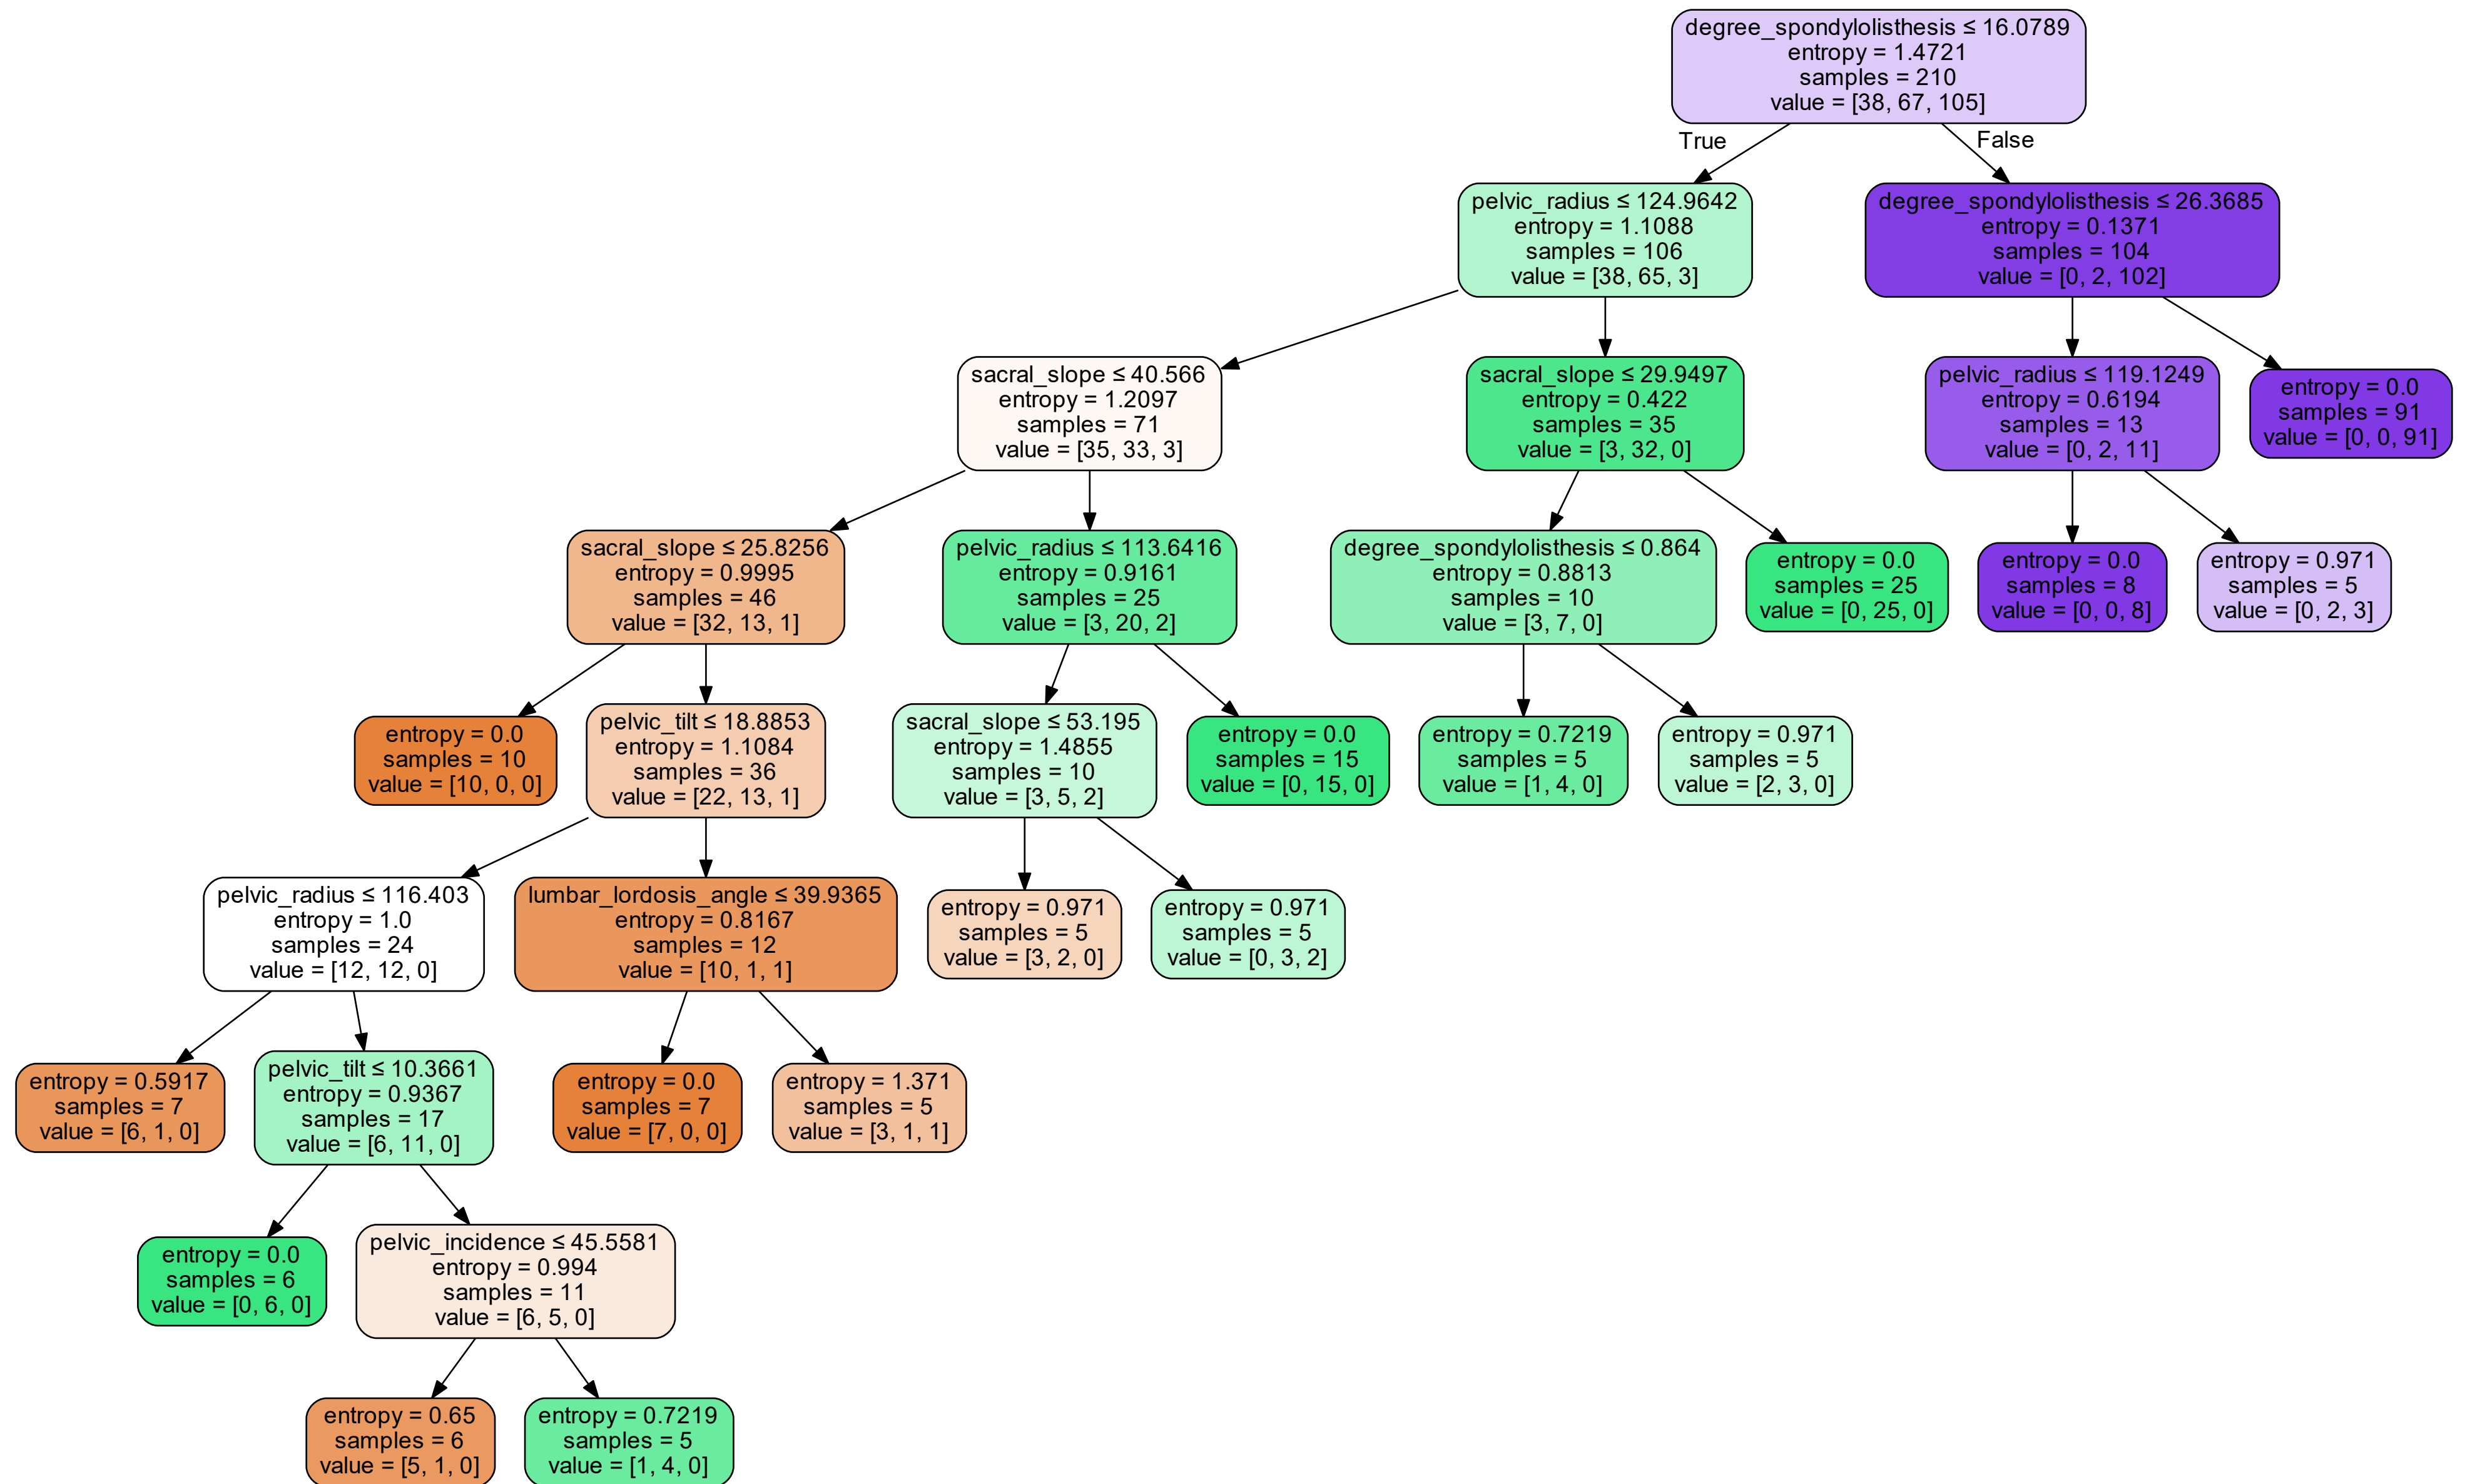 degree_spondylolisthesis ≤ 16.0789
entropy = 1.4721
samples = 210
value = [38, 67, 105]
True
False
pelvic_radius ≤ 124.9642
entropy = 1.1088
samples = 106
value = [38, 65, 3]
degree_spondylolisthesis ≤ 26.3685
entropy = 0.1371
samples = 104
value = [0, 2, 102]
sacral_slope ≤ 40.566
entropy = 1.2097
samples = 71
value = [35, 33, 3]
sacral_slope ≤ 29.9497
entropy = 0.422
samples = 35
value = [3, 32, 0]
pelvic_radius ≤ 119.1249
entropy = 0.6194
samples = 13
value = [0, 2, 11]
entropy = 0.0
samples = 91
value = [0, 0, 91]
sacral_slope ≤ 25.8256
entropy = 0.9995
samples = 46
value = [32, 13, 1]
pelvic_radius ≤ 113.6416
entropy = 0.9161
samples = 25
value = [3, 20, 2]
degree_spondylolisthesis ≤ 0.864
entropy = 0.8813
samples = 10
value = [3, 7, 0]
entropy = 0.0
samples = 25
value = [0, 25, 0]
entropy = 0.0
samples = 8
value = [0, 0, 8]
entropy = 0.971
samples = 5
value = [0, 2, 3]
entropy = 0.0
samples = 10
value = [10, 0, 0]
pelvic_tilt ≤ 18.8853
entropy = 1.1084
samples = 36
value = [22, 13, 1]
sacral_slope ≤ 53.195
entropy = 1.4855
samples = 10
value = [3, 5, 2]
entropy = 0.0
samples = 15
value = [0, 15, 0]
entropy = 0.7219
samples = 5
value = [1, 4, 0]
entropy = 0.971
samples = 5
value = [2, 3, 0]
pelvic_radius ≤ 116.403
entropy = 1.0
samples = 24
value = [12, 12, 0]
lumbar_lordosis_angle ≤ 39.9365
entropy = 0.8167
samples = 12
value = [10, 1, 1]
entropy = 0.971
samples = 5
value = [3, 2, 0]
entropy = 0.971
samples = 5
value = [0, 3, 2]
entropy = 0.5917
samples = 7
value = [6, 1, 0]
pelvic_tilt ≤ 10.3661
entropy = 0.9367
samples = 17
value = [6, 11, 0]
entropy = 0.0
samples = 7
value = [7, 0, 0]
entropy = 1.371
samples = 5
value = [3, 1, 1]
entropy = 0.0
samples = 6
value = [0, 6, 0]
pelvic_incidence ≤ 45.5581
entropy = 0.994
samples = 11
value = [6, 5, 0]
entropy = 0.65
samples = 6
value = [5, 1, 0]
entropy = 0.7219
samples = 5
value = [1, 4, 0]